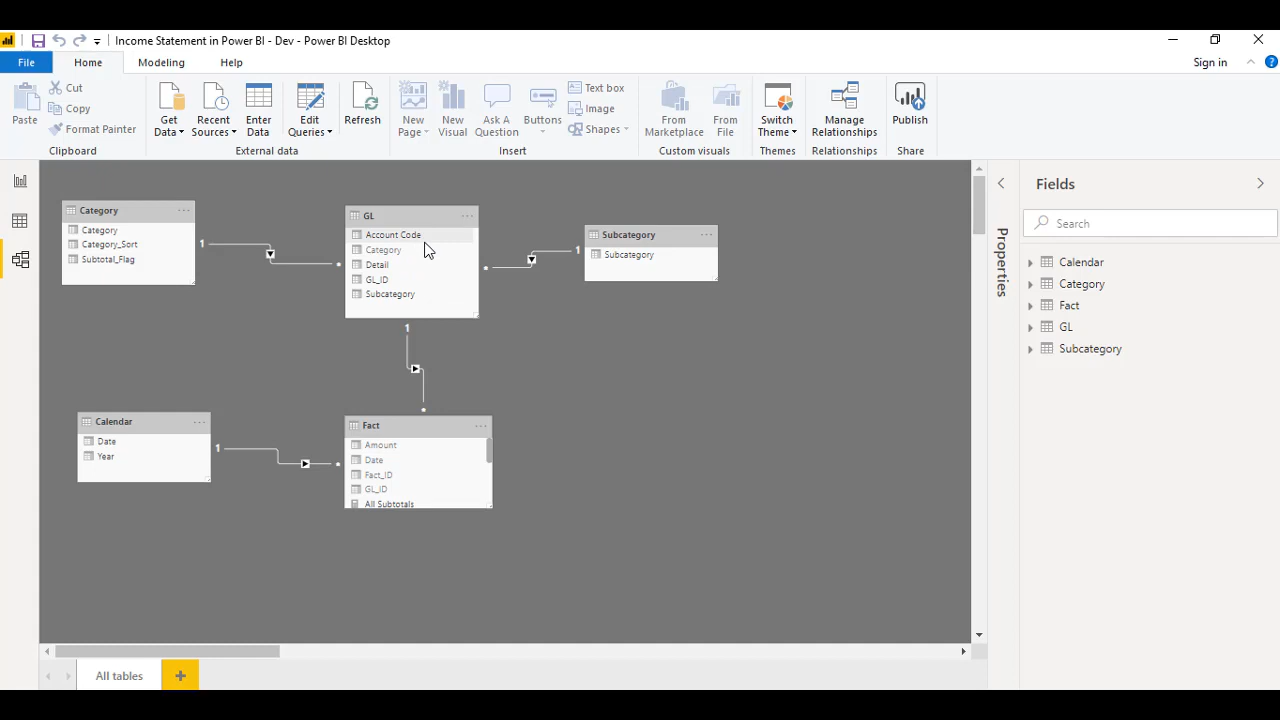 Income Statement in Power BI - Dev - Power BI Desktop
File Home Modeling Help Sign in
Paste
Cut
Copy
Format Painter
Clipboard
Get Data
Recent Sources
Enter Data
Edit Queries
Refresh
External data
New Page
New Visual
Ask A Question
Buttons
Text box
Image
Shapes
Insert
From Marketplace
From File
Custom visuals
Switch Theme
Themes
Manage Relationships
Relationships
Publish
Share
Category
Category
Category_Sort
Subtotal_Flag
1
GL
Account Code
Category
Detail
GL_ID
Subcategory
1
1
Subcategory
Subcategory
Calendar
Date
Year
1
Fact
Amount
Date
Fact_ID
GL_ID
All Subtotals
Properties
Fields
Search
Calendar
Category
Fact
GL
Subcategory
All tables